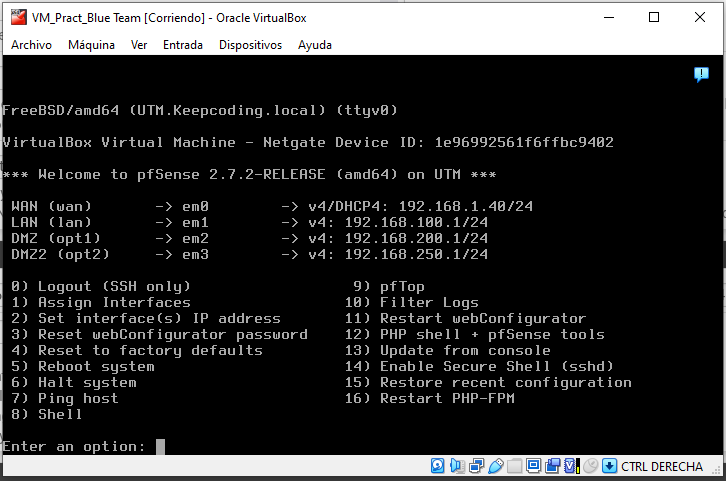 VM_Pract_Blue Team [Corriendo] - Oracle VirtualBox
Archivo Máquina Ver Entrada Dispositivos Ayuda
FreeBSD/amd64 (UTM.Keepcoding.local) (ttyv0)
VirtualBox Virtual Machine - Netgate Device ID: 1e96992561f6ffbc9402
*** Welcome to pfSense 2.7.2-RELEASE (amd64) on UTM ***
WAN (wan) -> em0 -> v4/DHCP4: 192.168.1.40/24
LAN (lan) -> em1 -> v4: 192.168.100.1/24
DMZ (opt1) -> em2 -> v4: 192.168.200.1/24
DMZ2 (opt2) -> em3 -> v4: 192.168.250.1/24
0) Logout (SSH only) 9) pfTop
1) Assign Interfaces 10) Filter Logs
2) Set interface(s) IP address 11) Restart webConfigurator
3) Reset webConfigurator password 12) PHP shell + pfSense tools
4) Reset to factory defaults 13) Update from console
5) Reboot system 14) Enable Secure Shell (sshd)
6) Halt system 15) Restore recent configuration
7) Ping host 16) Restart PHP-FPM
8) Shell
Enter an option:
CTRL DERECHA